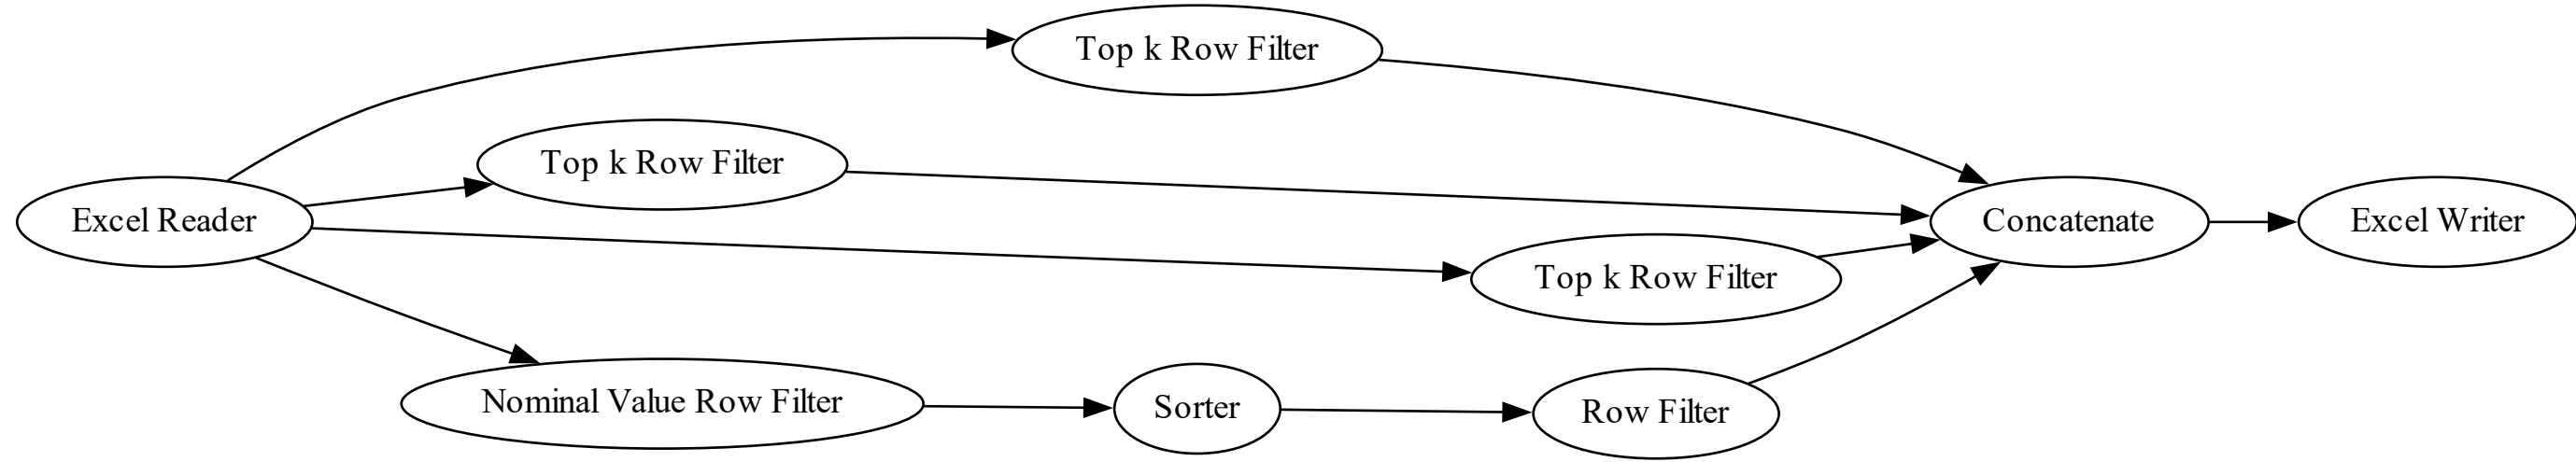 Top k Row Filter
Top k Row Filter
Excel Reader
Concatenate
Excel Writer
Top k Row Filter
Nominal Value Row Filter
Sorter
Row Filter